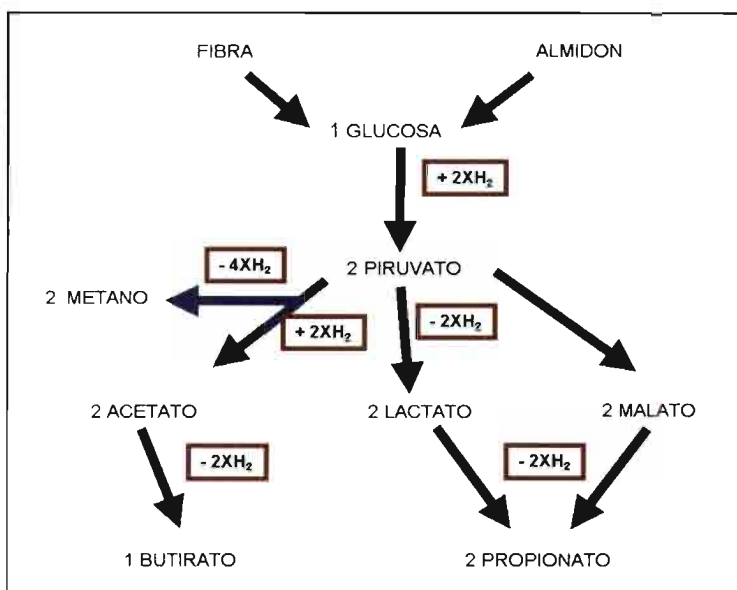 FIBRA ALMIDON
1 GLUCOSA
+ 2XH₂
- 4XH₂ 2 PIRUVATO
2 METANO
+ 2XH₂ - 2XH₂
2 ACETATO 2 LACTATO 2 MALATO
- 2XH₂ - 2XH₂
1 BUTIRATO 2 PROPIONATO